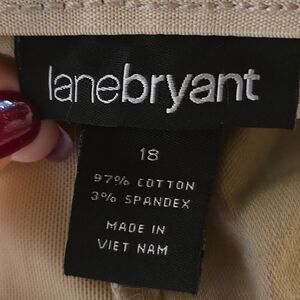 lanebryant
18
97% COTTON
3% SPANDEX
MADE IN
VIET NAM